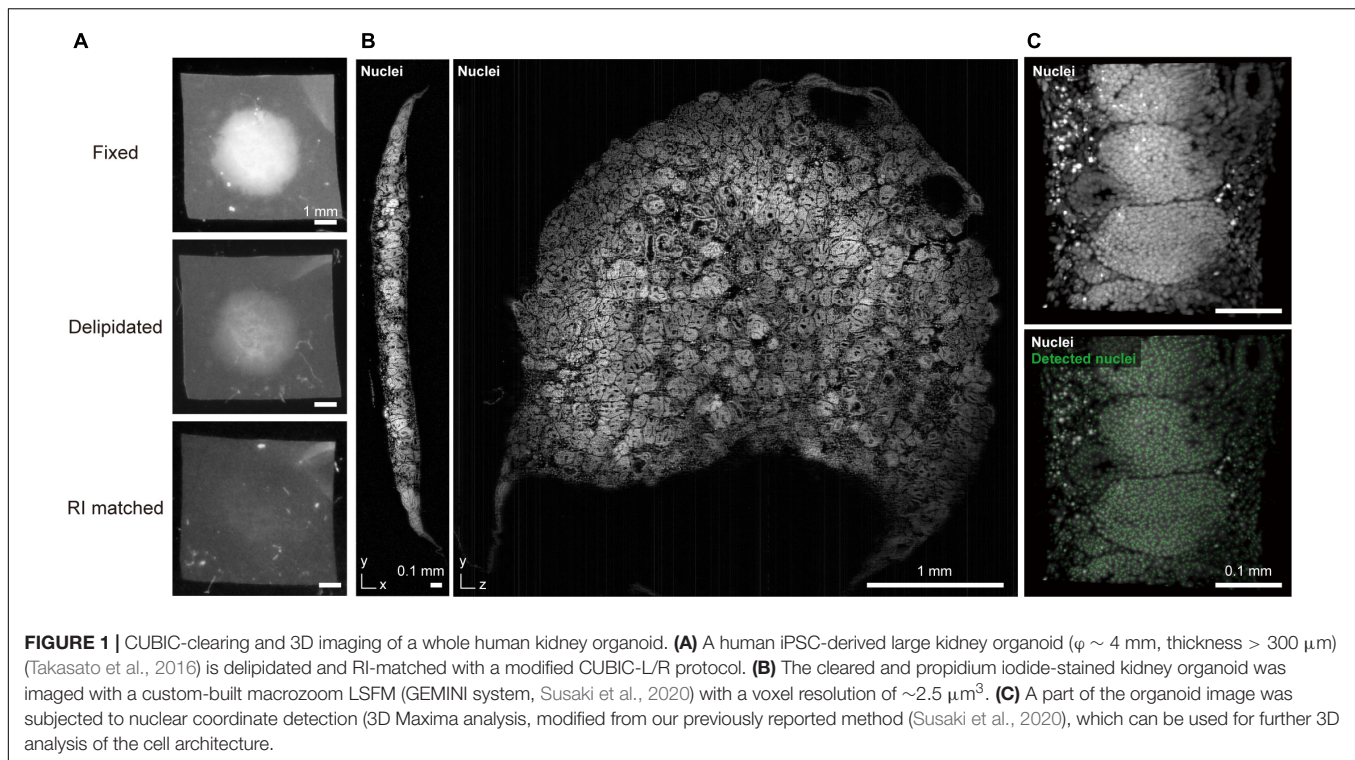 A
B
C
Fixed
1 mm
Delipidated
RI matched
Nuclei
y
x
0.1 mm
Nuclei
y
z
1 mm
Nuclei
Nuclei
Detected nuclei
0.1 mm
FIGURE 1 | CUBIC-clearing and 3D imaging of a whole human kidney organoid. (A) A human iPSC-derived large kidney organoid (φ ∼ 4 mm, thickness > 300 μm)
(Takasato et al., 2016) is delipidated and RI-matched with a modified CUBIC-L/R protocol. (B) The cleared and propidium iodide-stained kidney organoid was
imaged with a custom-built macrozoom LSFM (GEMINI system, Susaki et al., 2020) with a voxel resolution of ∼2.5 μm³. (C) A part of the organoid image was
subjected to nuclear coordinate detection (3D Maxima analysis, modified from our previously reported method (Susaki et al., 2020), which can be used for further 3D
analysis of the cell architecture.